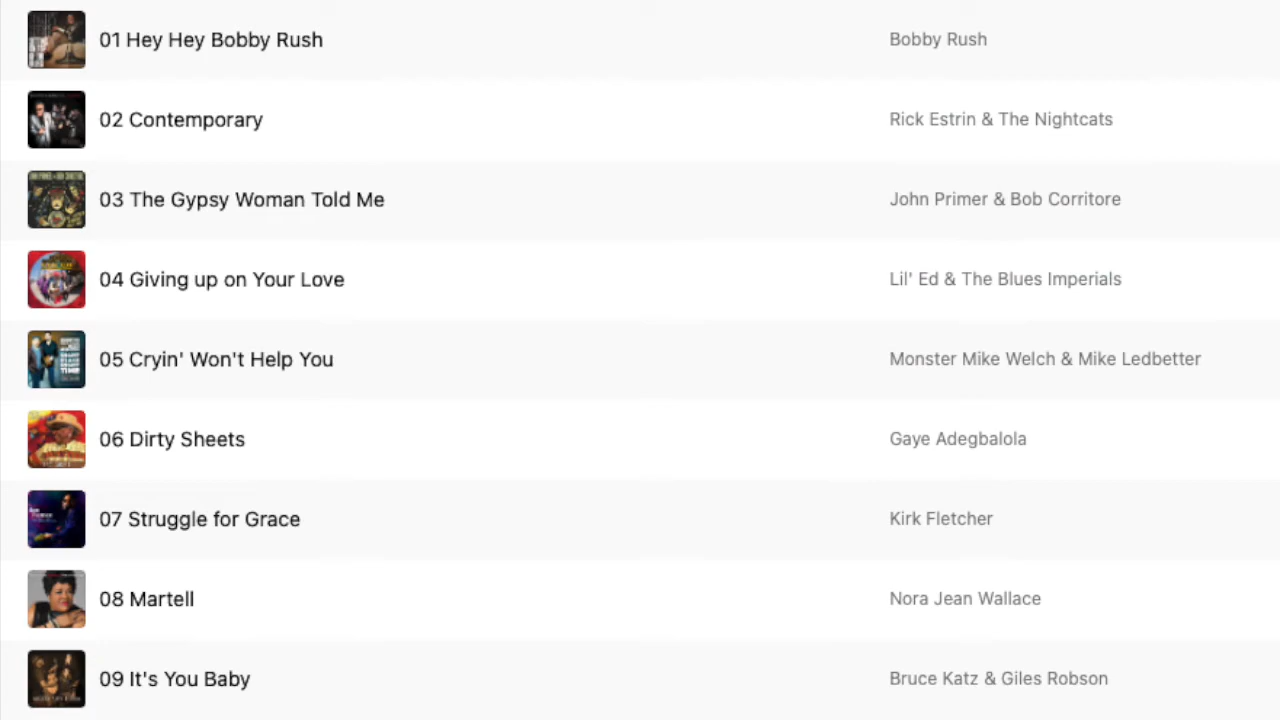 01 Hey Hey Bobby Rush Bobby Rush
02 Contemporary Rick Estrin & The Nightcats
03 The Gypsy Woman Told Me John Primer & Bob Corritore
04 Giving up on Your Love Lil' Ed & The Blues Imperials
05 Cryin' Won't Help You Monster Mike Welch & Mike Ledbetter
06 Dirty Sheets Gaye Adegbalola
07 Struggle for Grace Kirk Fletcher
08 Martell Nora Jean Wallace
09 It's You Baby Bruce Katz & Giles Robson